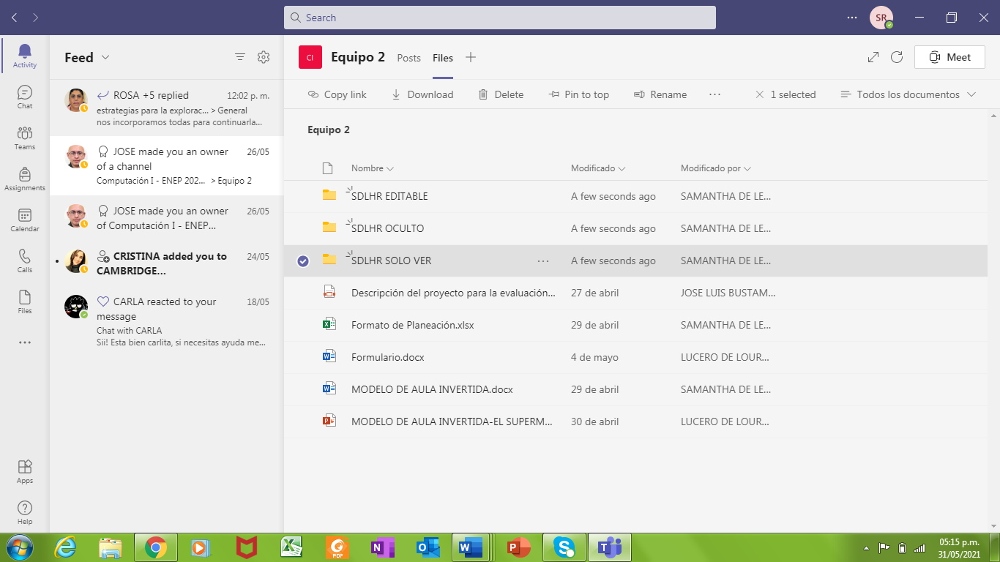 Search
SR
Activity
Chat
Teams
Assignments
Calendar
Calls
Files
Apps
Help
Feed
ROSA +5 replied 12:02 p. m.
estrategias para la explorac... > General
nos incorporamos todas para continuarla...
JOSE made you an owner 26/05
of a channel
Computación I - ENEP 202... > Equipo 2
JOSE made you an owner 26/05
of Computación I - ENEP...
CRISTINA added you to 24/05
CAMBRIDGE...
CARLA reacted to your 18/05
message
Chat with CARLA
Sii! Esta bien carlita, si necesitas ayuda me...
CI Equipo 2 Posts Files Meet
Copy link Download Delete Pin to top Rename 1 selected Todos los documentos
Equipo 2
Nombre Modificado Modificado por
SDLHR EDITABLE A few seconds ago SAMANTHA DE LE...
SDLHR OCULTO A few seconds ago SAMANTHA DE LE...
SDLHR SOLO VER A few seconds ago SAMANTHA DE LE...
Descripción del proyecto para la evaluación... 27 de abril JOSE LUIS BUSTAM...
Formato de Planeación.xlsx 29 de abril SAMANTHA DE LE...
Formulario.docx 4 de mayo LUCERO DE LOUR...
MODELO DE AULA INVERTIDA.docx 29 de abril SAMANTHA DE LE...
MODELO DE AULA INVERTIDA-EL SUPERM... 30 de abril LUCERO DE LOUR...
PDF
05:15 p.m.
31/05/2021